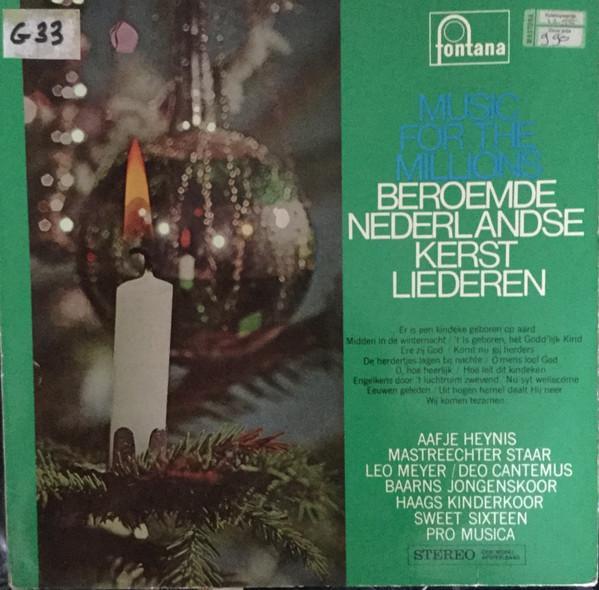 G33
fontana
9,90
MUSIC
FOR THE
MILLIONS
BEROEMDE
NEDERLANDSE
KERST
LIEDEREN
Er is een kindeke geboren op aard
Midden in de winternacht / 't Is geboren, het Godd'lijk Kind
Ere zij God / Komt nu gij herders
De herdertjes lagen bij nachte / O mens loof God
O, hoe heerlijk / Hoe leit dit kindeken
Engelkens door 't luchtruim zwevend / Nu syt wellecome
Eeuwen geleden / Uit hogen hemel daalt Hij neer
Wij komen tezamen
AAFJE HEYNIS
MASTREECHTER STAAR
LEO MEYER / DEO CANTEMUS
BAARNS JONGENSKOOR
HAAGS KINDERKOOR
SWEET SIXTEEN
PRO MUSICA
STEREO